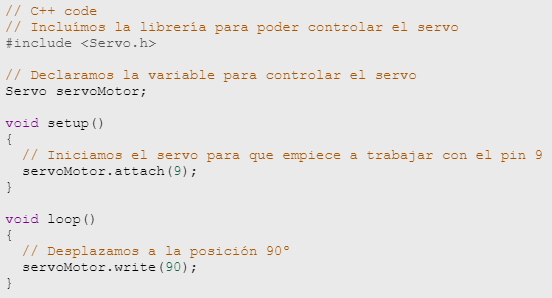 // C++ code
// Incluímos la librería para poder controlar el servo
#include <Servo.h>

// Declaramos la variable para controlar el servo
Servo servoMotor;

void setup()
{
  // Iniciamos el servo para que empiece a trabajar con el pin 9
  servoMotor.attach(9);
}

void loop()
{
  // Desplazamos a la posición 90º
  servoMotor.write(90);
}